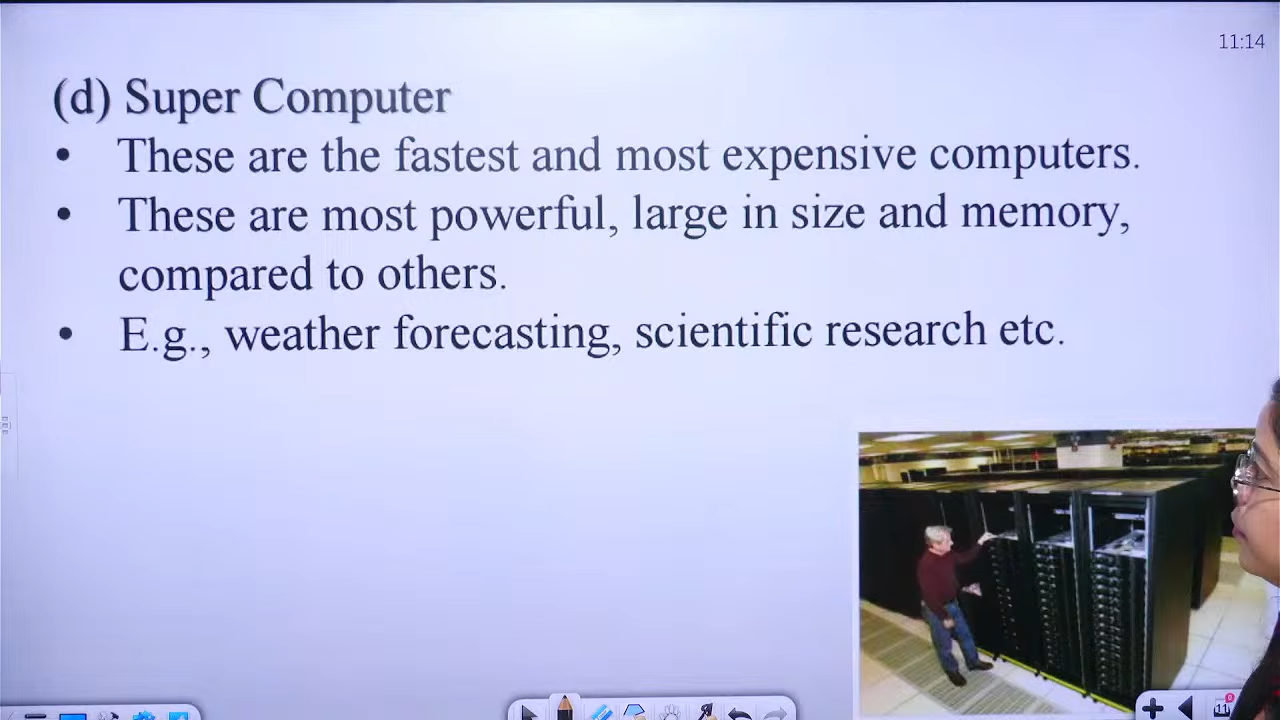 11:14
(d) Super Computer
• These are the fastest and most expensive computers.
• These are most powerful, large in size and memory,
compared to others.
• E.g., weather forecasting, scientific research etc.
11